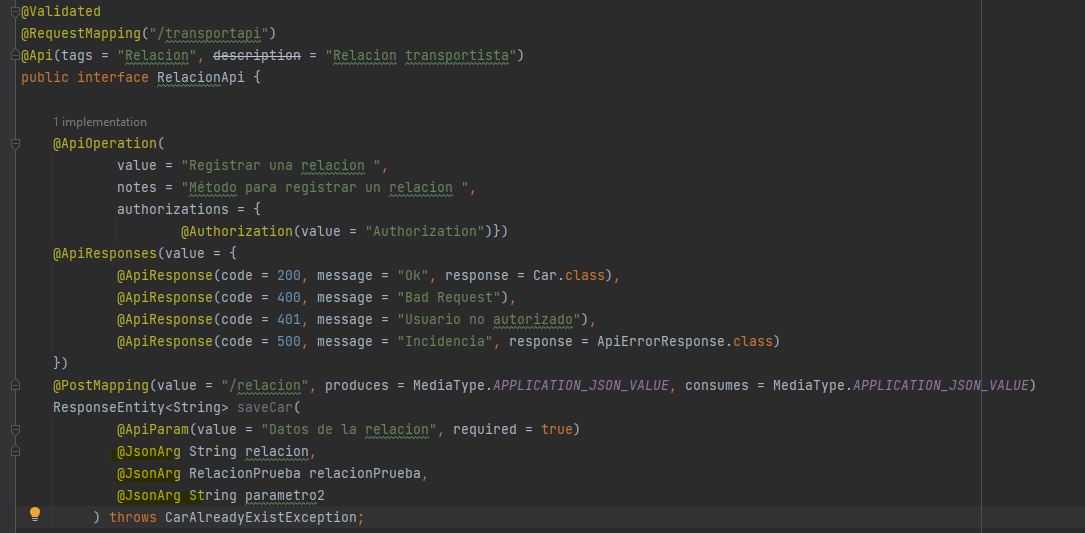 @Validated
@RequestMapping("/transportapi")
@Api(tags = "Relacion", description = "Relacion transportista")
public interface RelacionApi {
1 implementation
@ApiOperation(
value = "Registrar una relacion ",
notes = "Método para registrar un relacion ",
authorizations = {
@Authorization(value = "Authorization")})
@ApiResponses(value = {
@ApiResponse(code = 200, message = "Ok", response = Car.class),
@ApiResponse(code = 400, message = "Bad Request"),
@ApiResponse(code = 401, message = "Usuario no autorizado"),
@ApiResponse(code = 500, message = "Incidencia", response = ApiErrorResponse.class)
})
@PostMapping(value = "/relacion", produces = MediaType.APPLICATION_JSON_VALUE, consumes = MediaType.APPLICATION_JSON_VALUE)
ResponseEntity<String> saveCar(
@ApiParam(value = "Datos de la relacion", required = true)
@JsonArg String relacion,
@JsonArg RelacionPrueba relacionPrueba,
@JsonArg String parametro2
) throws CarAlreadyExistException;